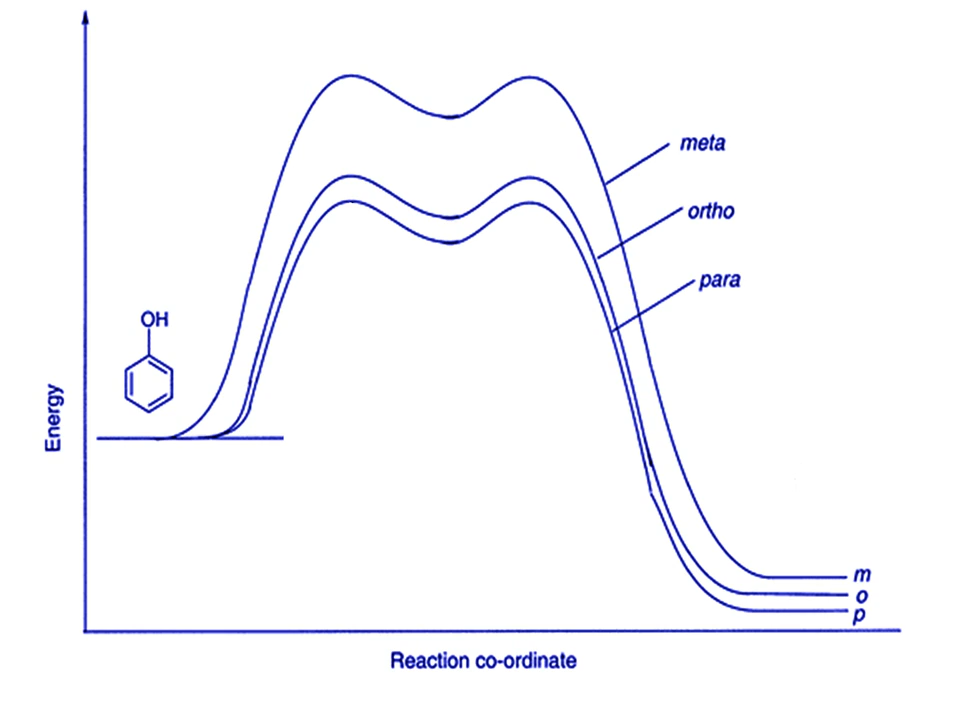 meta
ortho
para
OH
Energy
m
o
p
Reaction co-ordinate